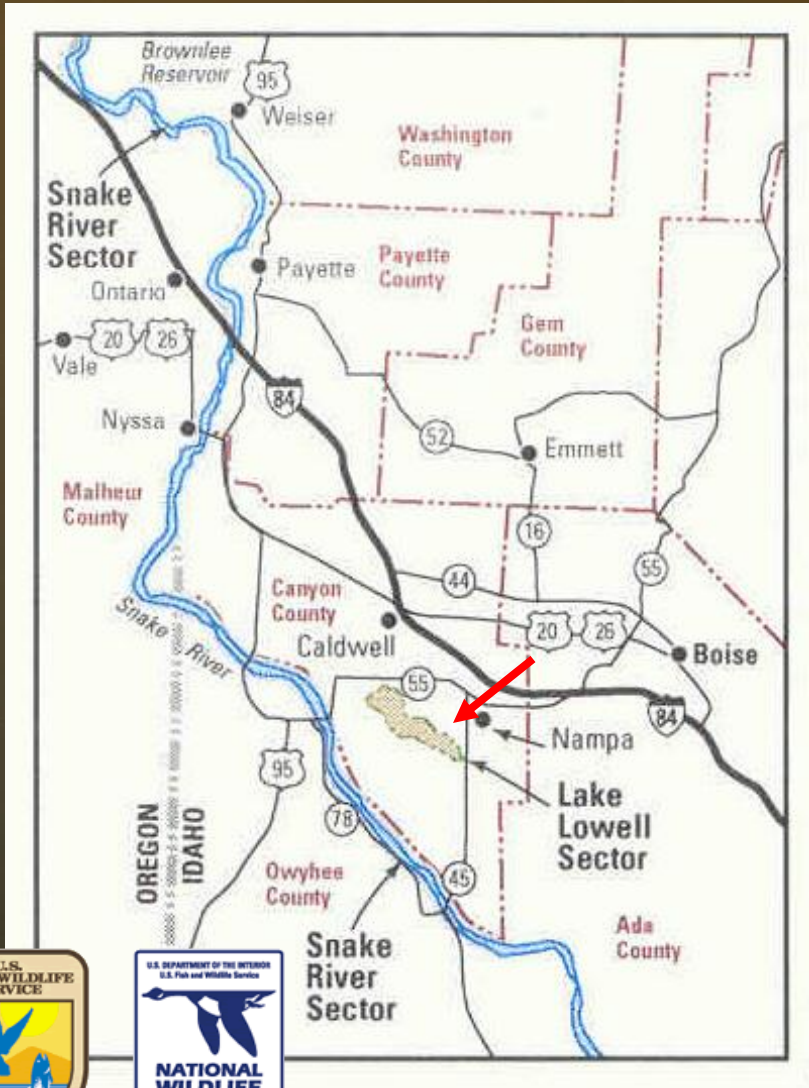 Brownlee
Reservoir
95
Weiser
Washington
County
Snake
River
Sector
Payette
Payette
County
Ontario
Gem
County
20
26
Vale
84
Nyssa
52
Emmett
Malheur
County
16
55
44
Canyon
County
20
26
Caldwell
Boise
Snake River
55
84
Nampa
95
Lake
Lowell
Sector
78
OREGON
IDAHO
Owyhee
County
45
Ada
County
Snake
River
Sector
U.S.
WILDLIFE
RVICE
U.S. DEPARTMENT OF THE INTERIOR
U.S. Fish and Wildlife Service
NATIONAL
WILDLIFE